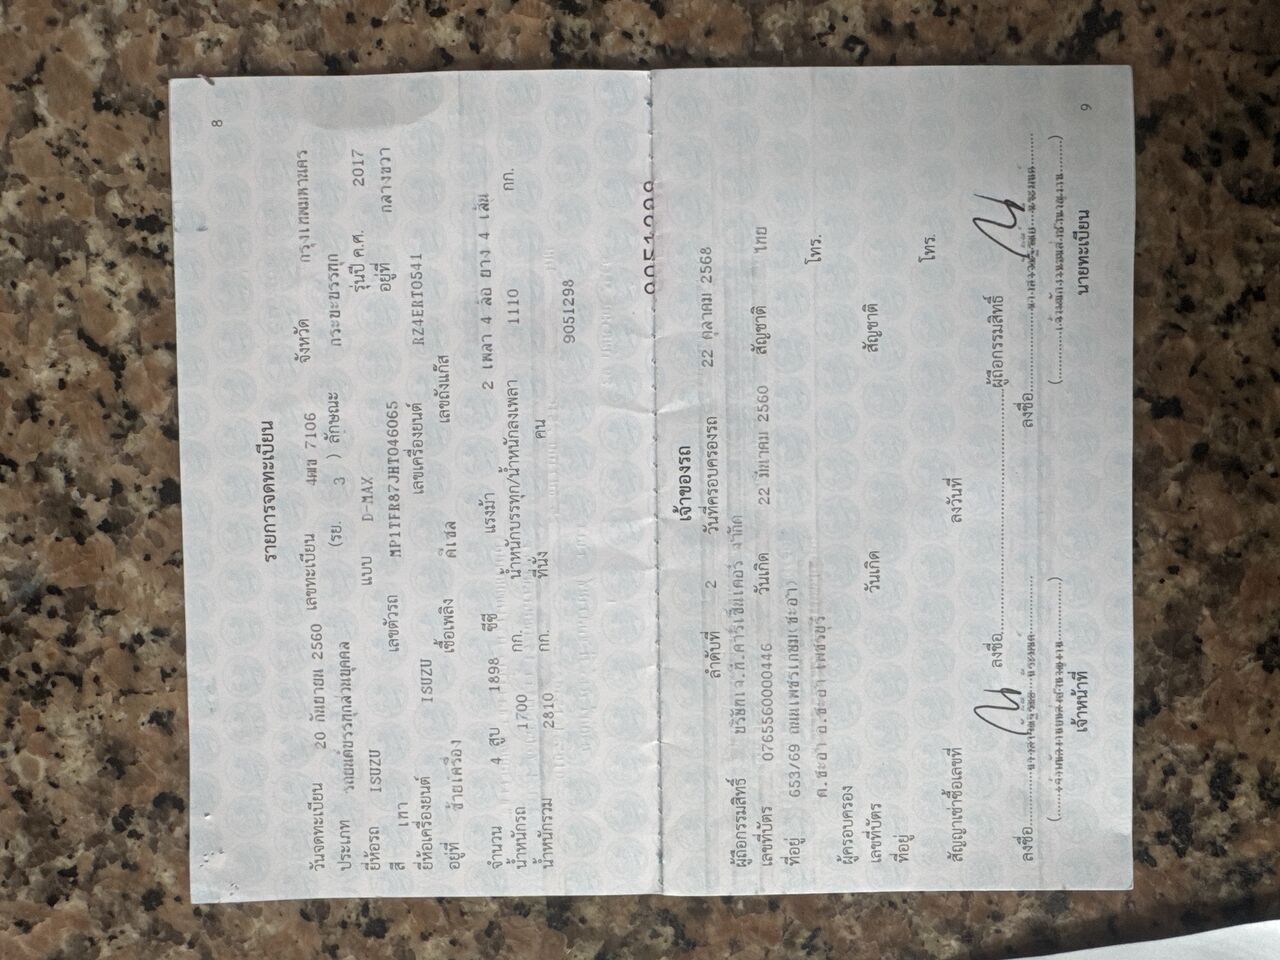 8
รายการจดทะเบียน
วันจดทะเบียน 20 กันยายน 2560 เลขทะเบียน 4ฒช 7106 จังหวัด กรุงเทพมหานคร
ประเภท รถยนต์บรรทุกส่วนบุคคล (รย. 3 ) ลักษณะ กระบะบรรทุก
ยี่ห้อรถ ISUZU แบบ D-MAX รุ่นปี ค.ศ. 2017
สี เทา เลขตัวรถ MP1TFR87JHT046065 อยู่ที่ กลางขวา
ยี่ห้อเครื่องยนต์ ISUZU เลขเครื่องยนต์ RZ4ERT0541
อยู่ที่ ซ้ายเครื่อง เชื้อเพลิง ดีเซล เลขถังแก๊ส
จำนวน 4 สูบ 1898 ซีซี แรงม้า 2 เพลา 4 ล้อ ยาง 4 เส้น
น้ำหนักรถ 1700 กก. น้ำหนักบรรทุก/น้ำหนักลงเพลา 1110 กก.
น้ำหนักรวม 2810 กก. ที่นั่ง คน
9051298
เจ้าของรถ
ลำดับที่ 2 วันที่ครอบครองรถ 22 ตุลาคม 2568
ผู้ถือกรรมสิทธิ์ บริษัท จำกัด
เลขที่บัตร 0765560000446 วันเกิด 22 มีนาคม 2560 สัญชาติ ไทย
ที่อยู่ 653/69 ถนนเพชรเกษม(ชะอำ) โทร.
ต.ชะอำ อ.ชะอำ เพชรบุรี
ผู้ครอบครอง
เลขที่บัตร วันเกิด สัญชาติ
ที่อยู่ โทร.
สัญญาเช่าซื้อเลขที่ ลงวันที่
ลงชื่อ ผู้ถือกรรมสิทธิ์
ลงชื่อ ลงชื่อ
เจ้าหน้าที่ นายทะเบียน
9